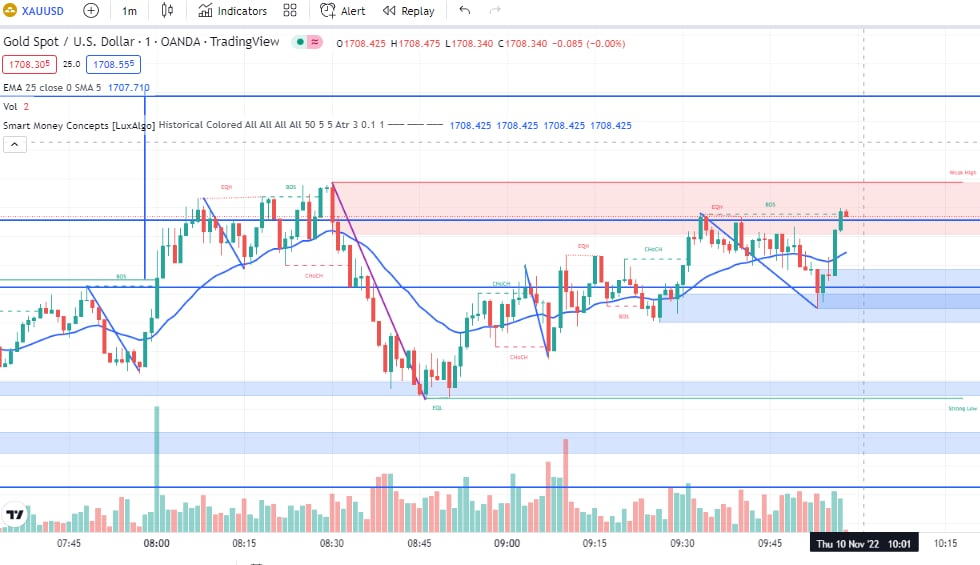 XAUUSD 1m Indicators Alert Replay
Gold Spot / U.S. Dollar · 1 · OANDA · TradingView O1708.425 H1708.475 L1708.340 C1708.340 −0.085 (−0.00%)
1708.305 25.0 1708.555
EMA 25 close 0 SMA 5 1707.710
Vol 2
Smart Money Concepts [LuxAlgo] Historical Colored All All All All 50 5 5 Atr 3 0.1 1 1708.425 1708.425 1708.425 1708.425
Weak High
EQH BOS
EQH BOS
EQH CHoCH
BOS CHoCH
CHoCH
BOS
CHoCH
EQL Strong Low
07:45 08:00 08:15 08:30 08:45 09:00 09:15 09:30 09:45 Thu 10 Nov '22 10:01 10:15